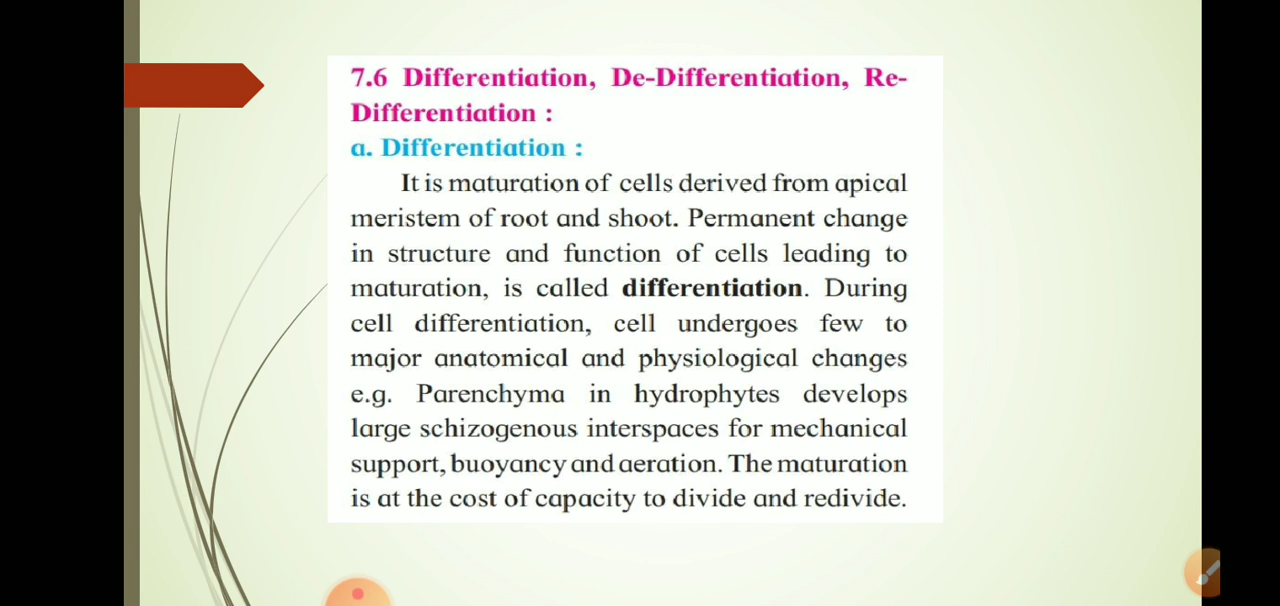 7.6 Differentiation, De-Differentiation, Re-
Differentiation :
a. Differentiation :
It is maturation of cells derived from apical
meristem of root and shoot. Permanent change
in structure and function of cells leading to
maturation, is called differentiation. During
cell differentiation, cell undergoes few to
major anatomical and physiological changes
e.g. Parenchyma in hydrophytes develops
large schizogenous interspaces for mechanical
support, buoyancy and aeration. The maturation
is at the cost of capacity to divide and redivide.